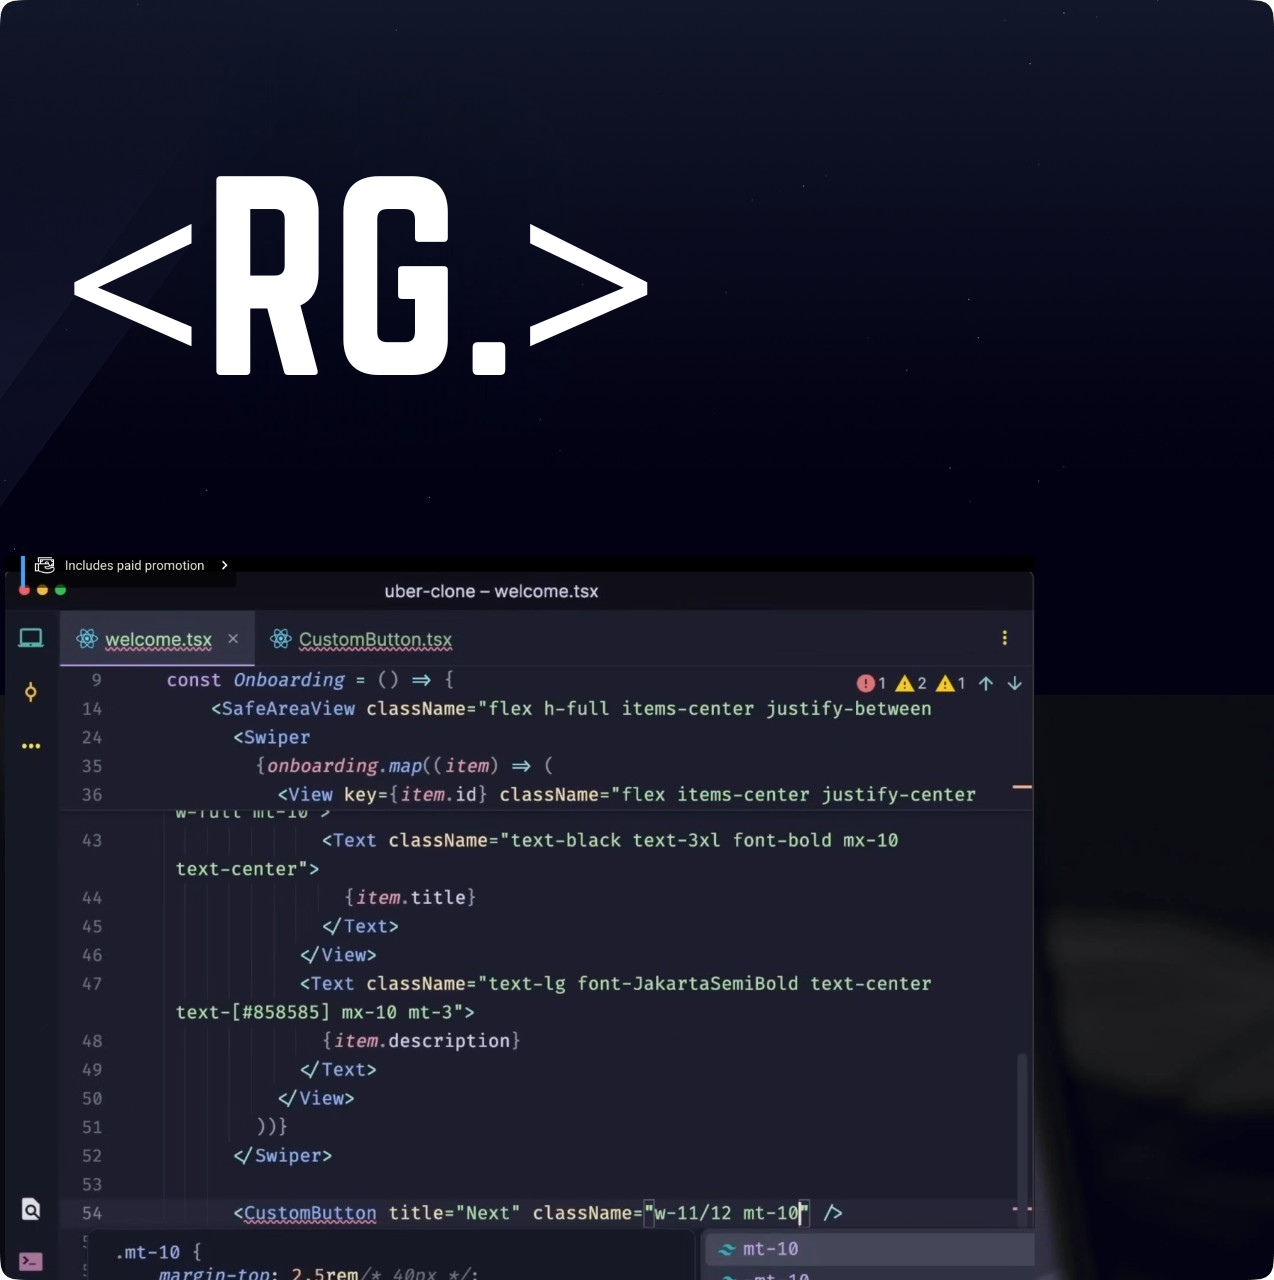 <RG.>
Includes paid promotion
uber-clone – welcome.tsx
welcome.tsx × CustomButton.tsx
9 const Onboarding = () => {
1 2 1
14 <SafeAreaView className="flex h-full items-center justify-between
24 <Swiper
35 {onboarding.map((item) => (
36 <View key={item.id} className="flex items-center justify-center
w-full mt-10">
43 <Text className="text-black text-3xl font-bold mx-10
text-center">
44 {item.title}
45 </Text>
46 </View>
47 <Text className="text-lg font-JakartaSemiBold text-center
text-[#858585] mx-10 mt-3">
48 {item.description}
49 </Text>
50 </View>
51 ))}
52 </Swiper>
53
54 <CustomButton title="Next" className="w-11/12 mt-10" />
.mt-10 {
margin-top: 2.5rem/* 40px */;
mt-10
-mt-10